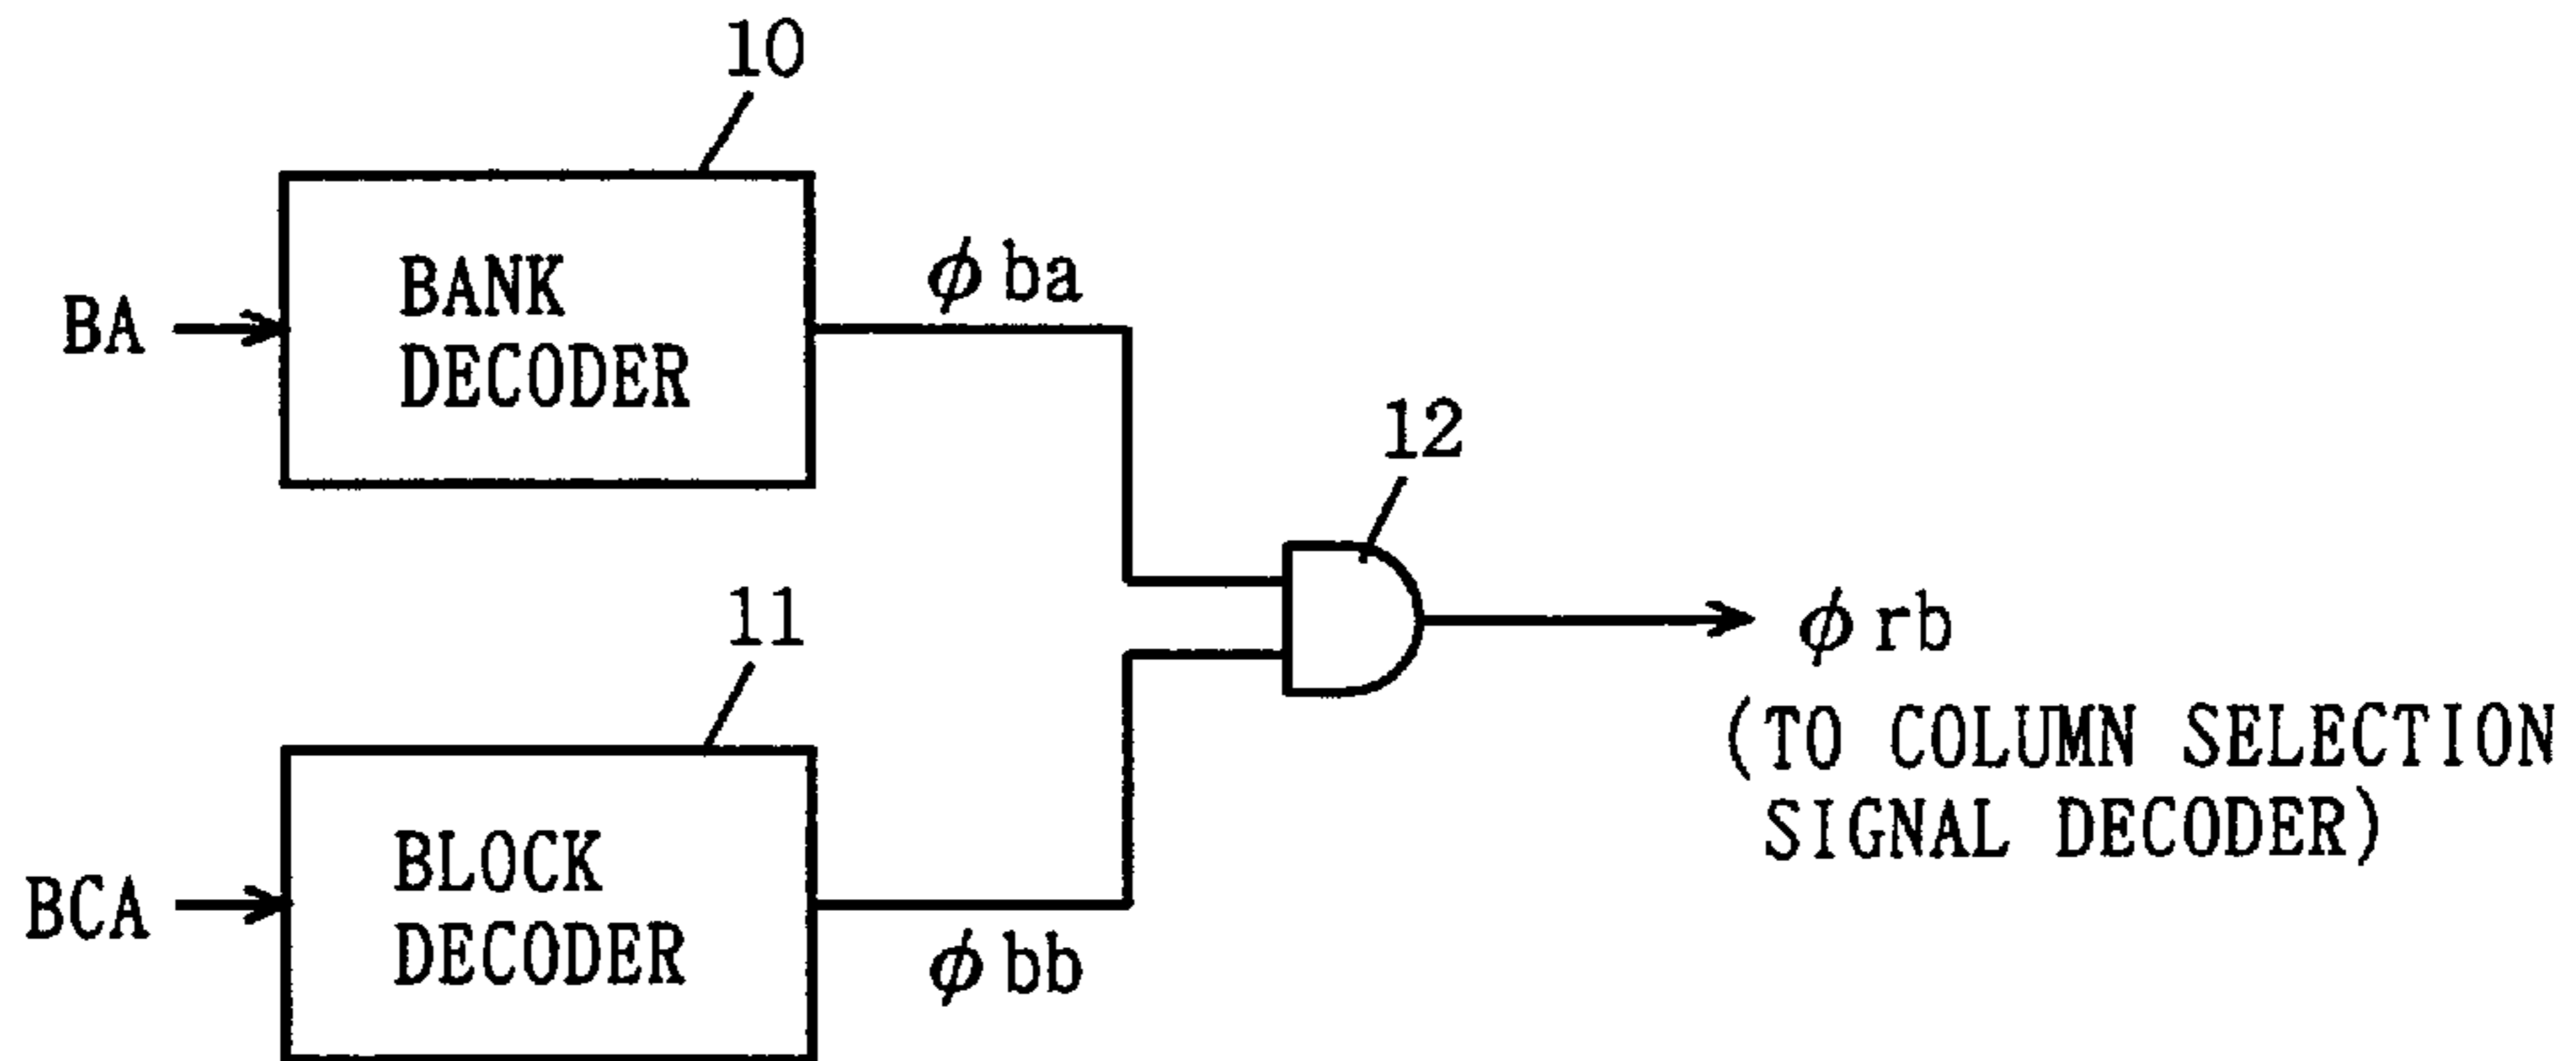 10
BA
BANK
DECODER
φba
12
11
φrb
(TO COLUMN SELECTION
SIGNAL DECODER)
BCA
BLOCK
DECODER
φbb